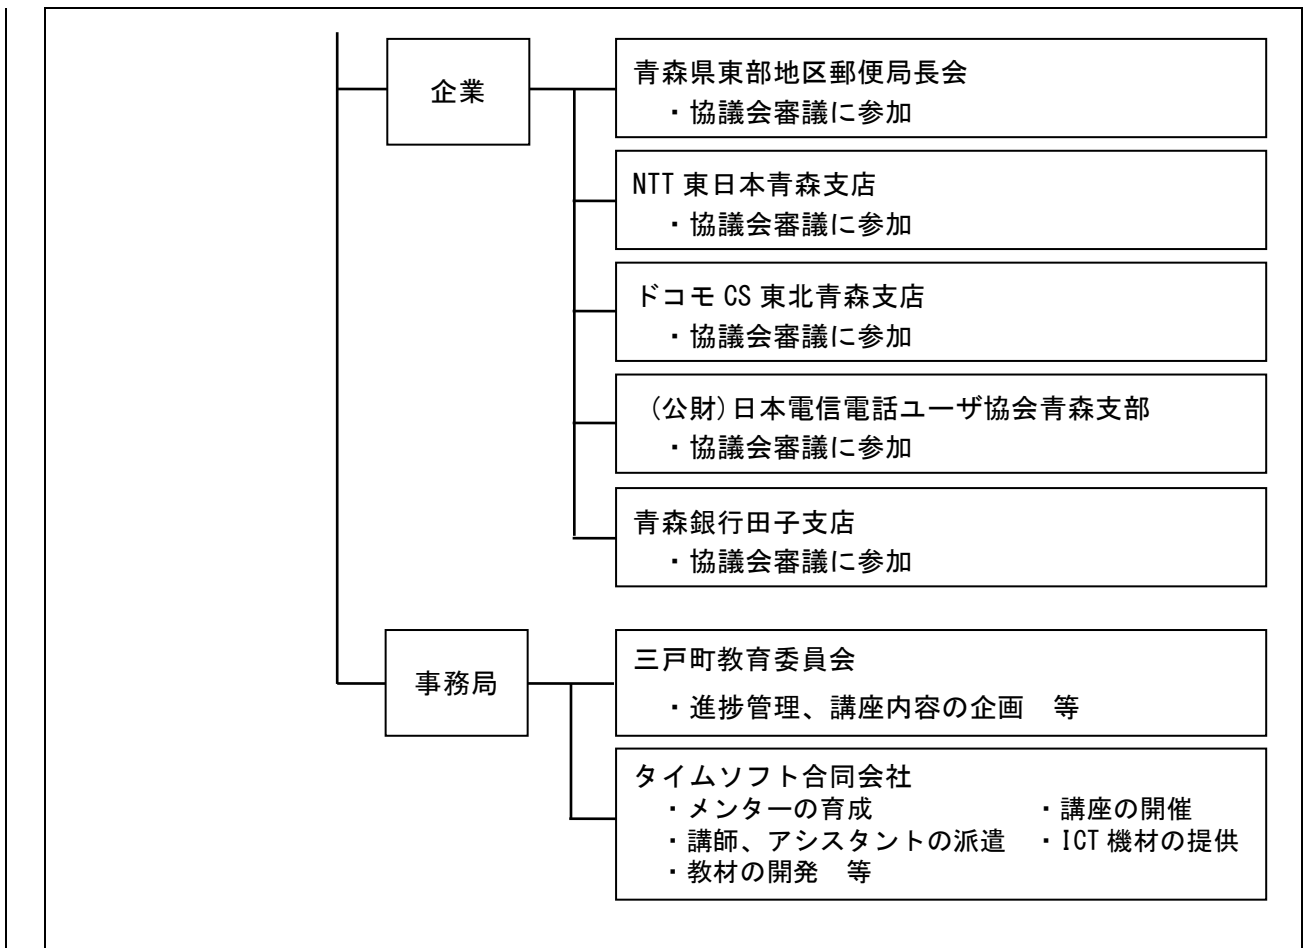 企業
青森県東部地区郵便局長会
・協議会審議に参加
NTT 東日本青森支店
・協議会審議に参加
ドコモ CS 東北青森支店
・協議会審議に参加
(公財)日本電信電話ユーザ協会青森支部
・協議会審議に参加
青森銀行田子支店
・協議会審議に参加
事務局
三戸町教育委員会
・進捗管理、講座内容の企画　等
タイムソフト合同会社
・メンターの育成　・講座の開催
・講師、アシスタントの派遣　・ICT 機材の提供
・教材の開発　等